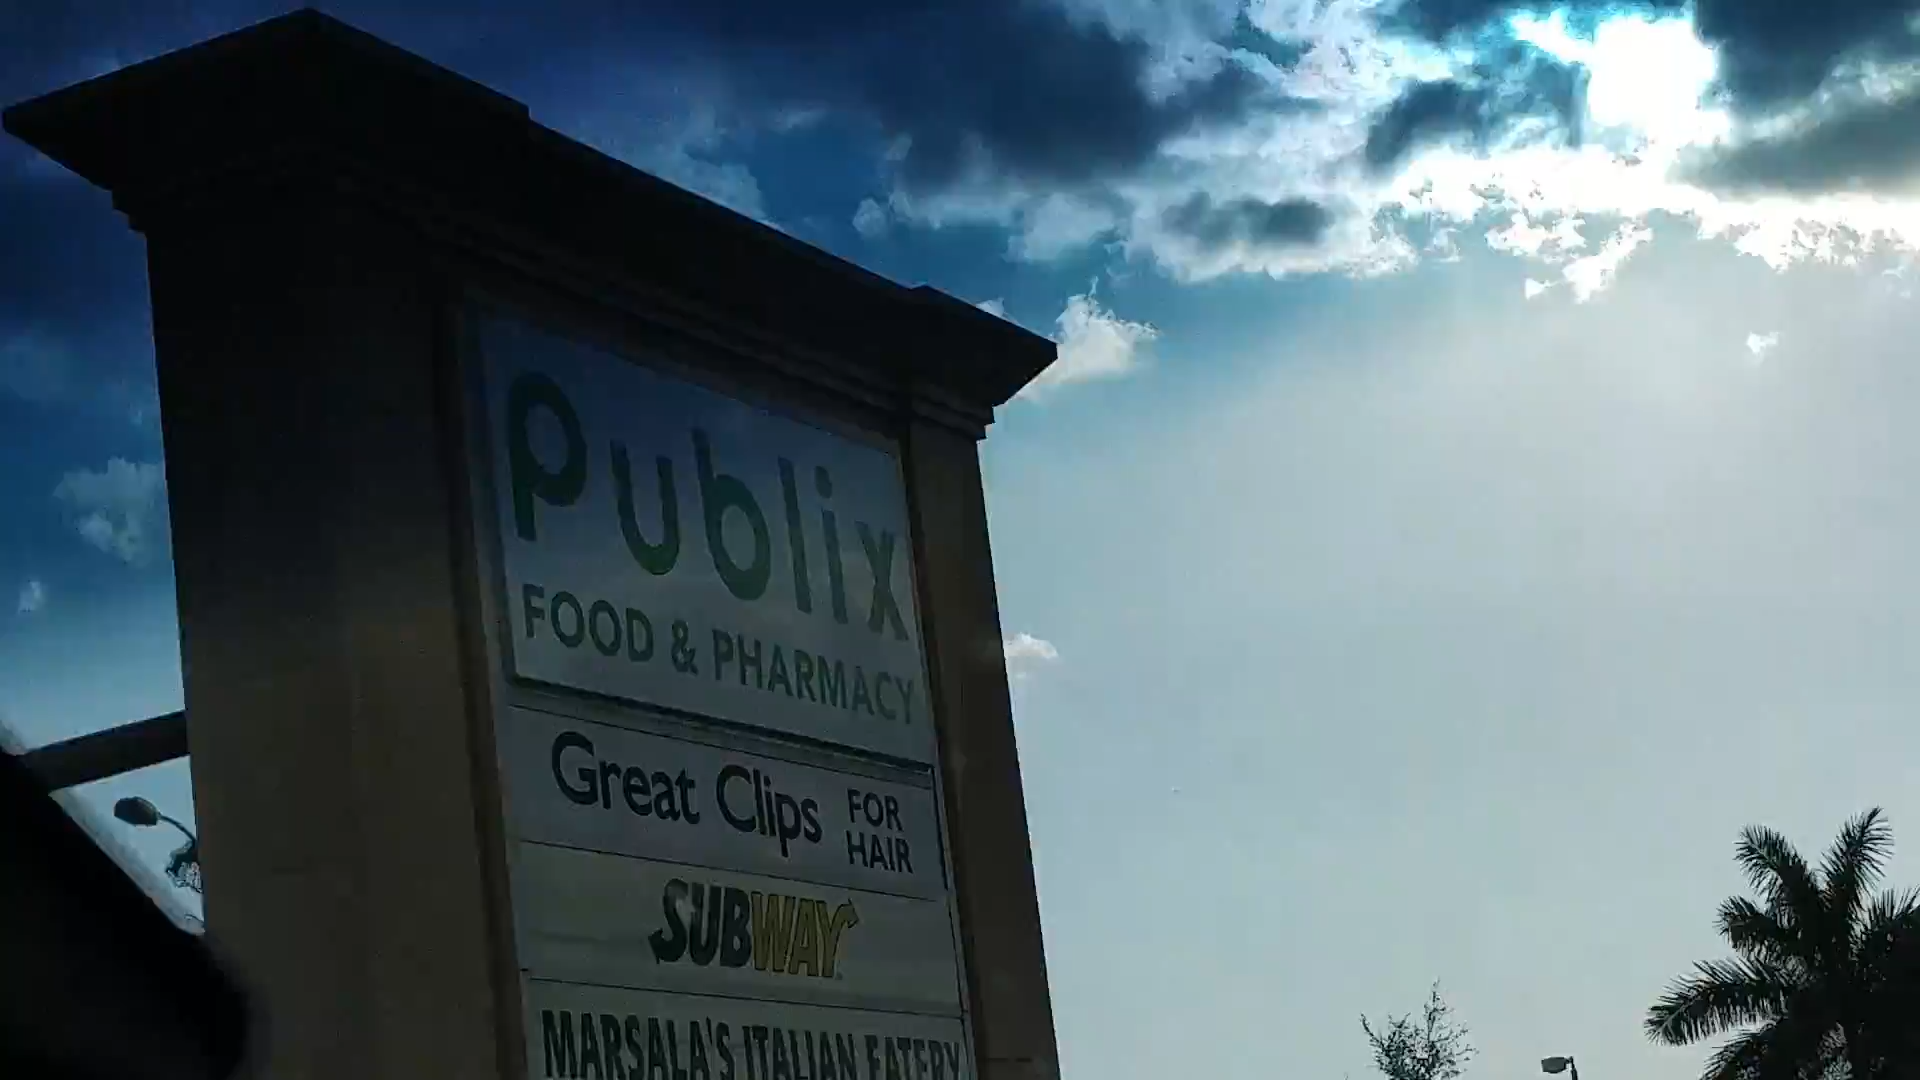 Publix
FOOD & PHARMACY
Great Clips FOR HAIR
SUBWAY
MARSALA'S ITALIAN EATERY